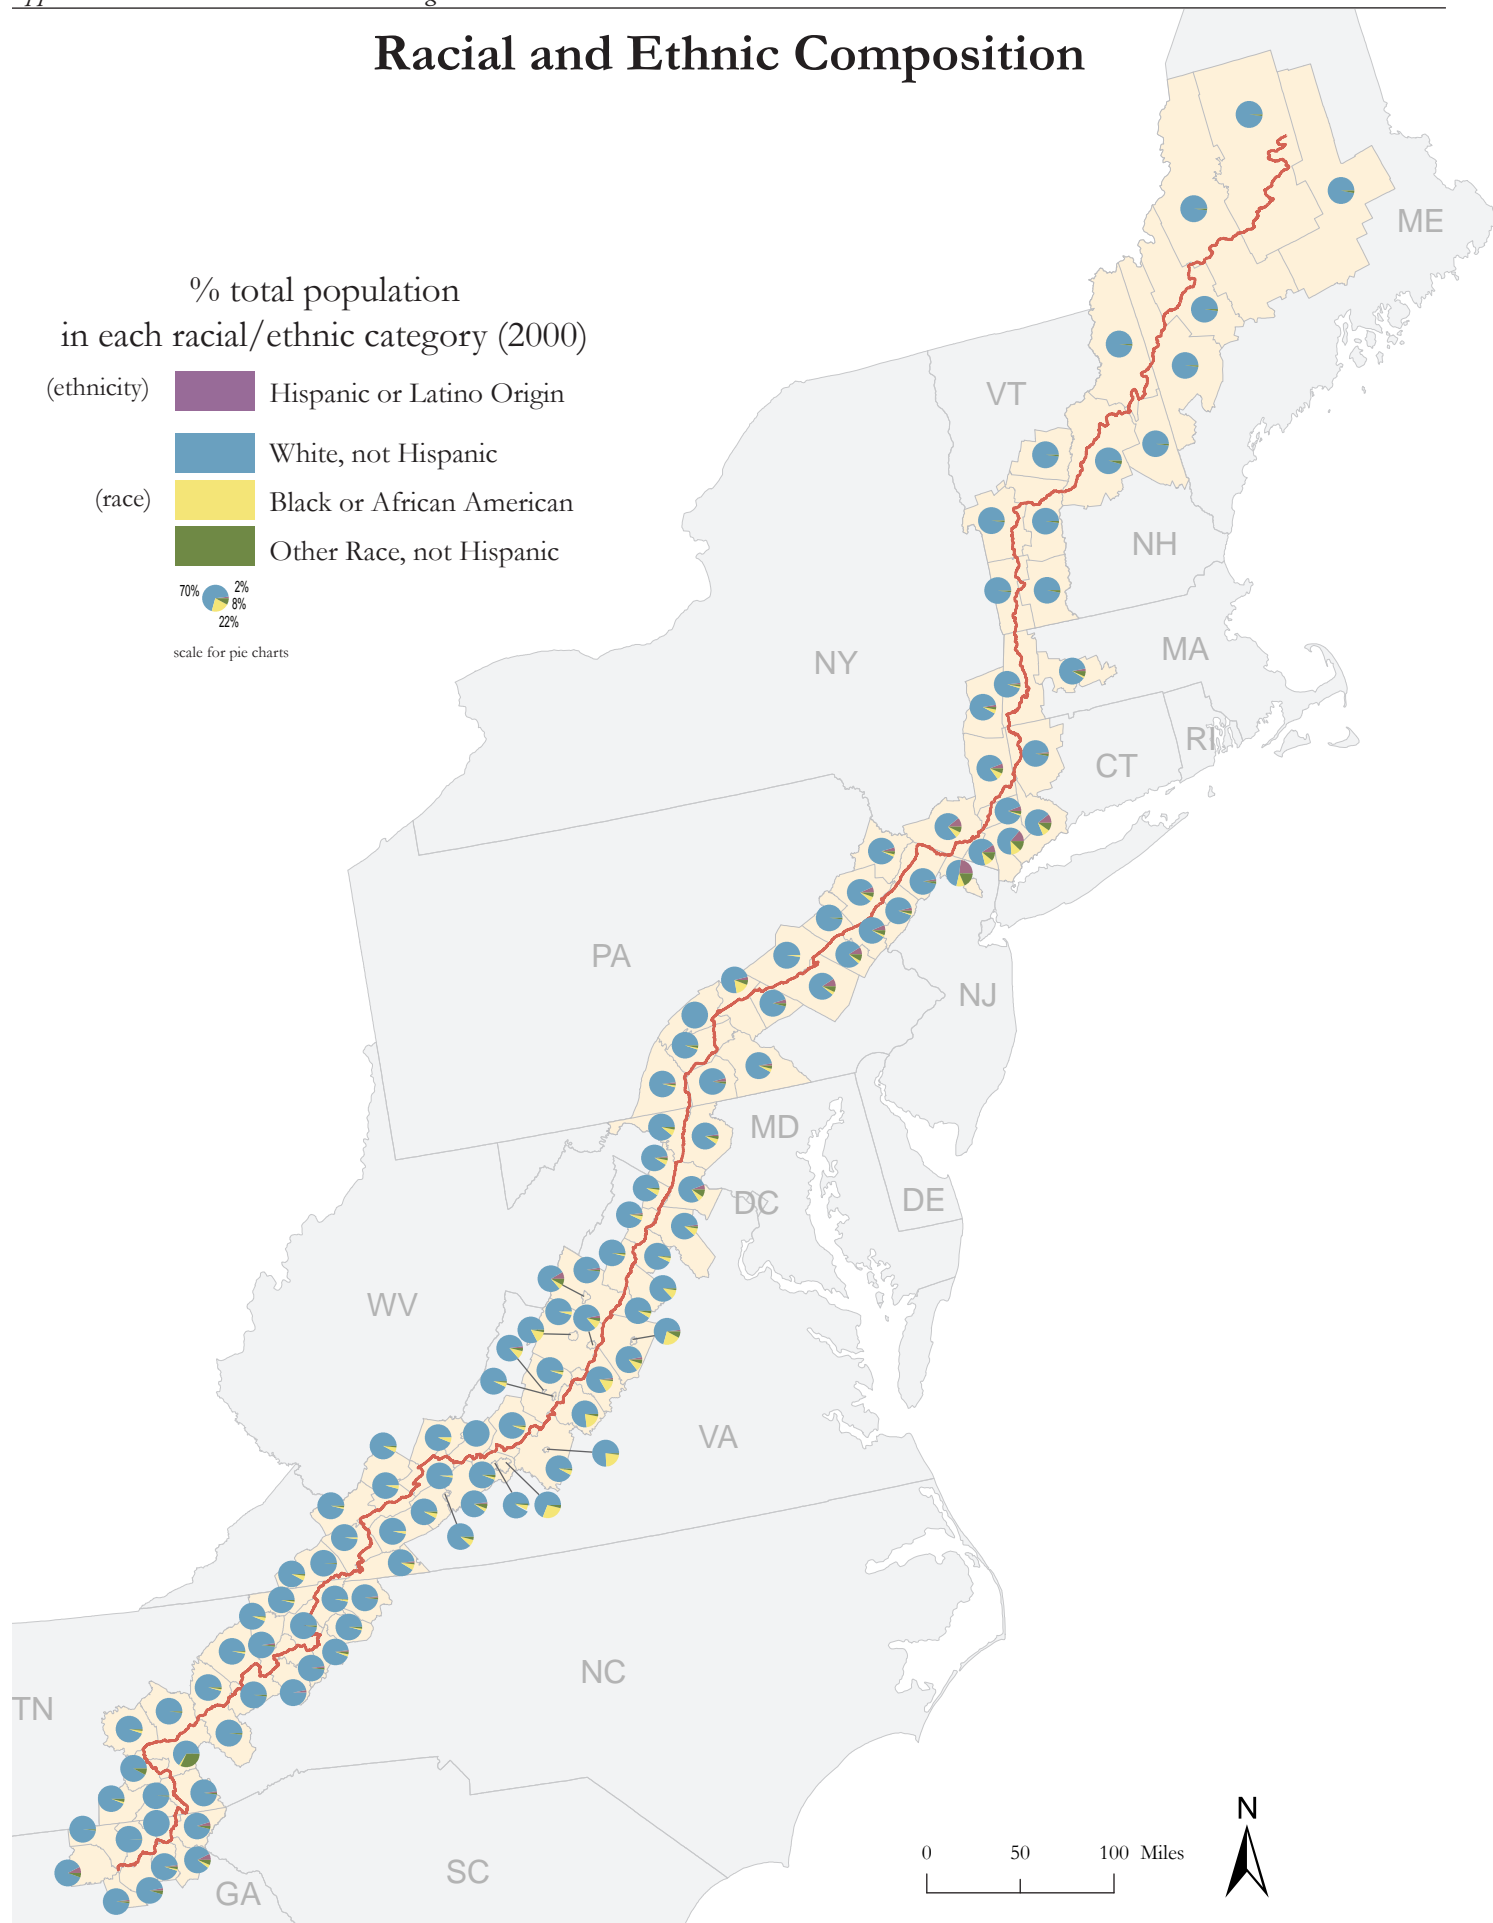 Racial and Ethnic Composition
% total population
in each racial/ethnic category (2000)
(ethnicity)
Hispanic or Latino Origin
White, not Hispanic
(race)
Black or African American
Other Race, not Hispanic
70%
2%
8%
22%
scale for pie charts
ME
VT
NH
NY
MA
RI
CT
PA
NJ
MD
DC
DE
WV
VA
NC
TN
SC
GA
N
0 50 100 Miles